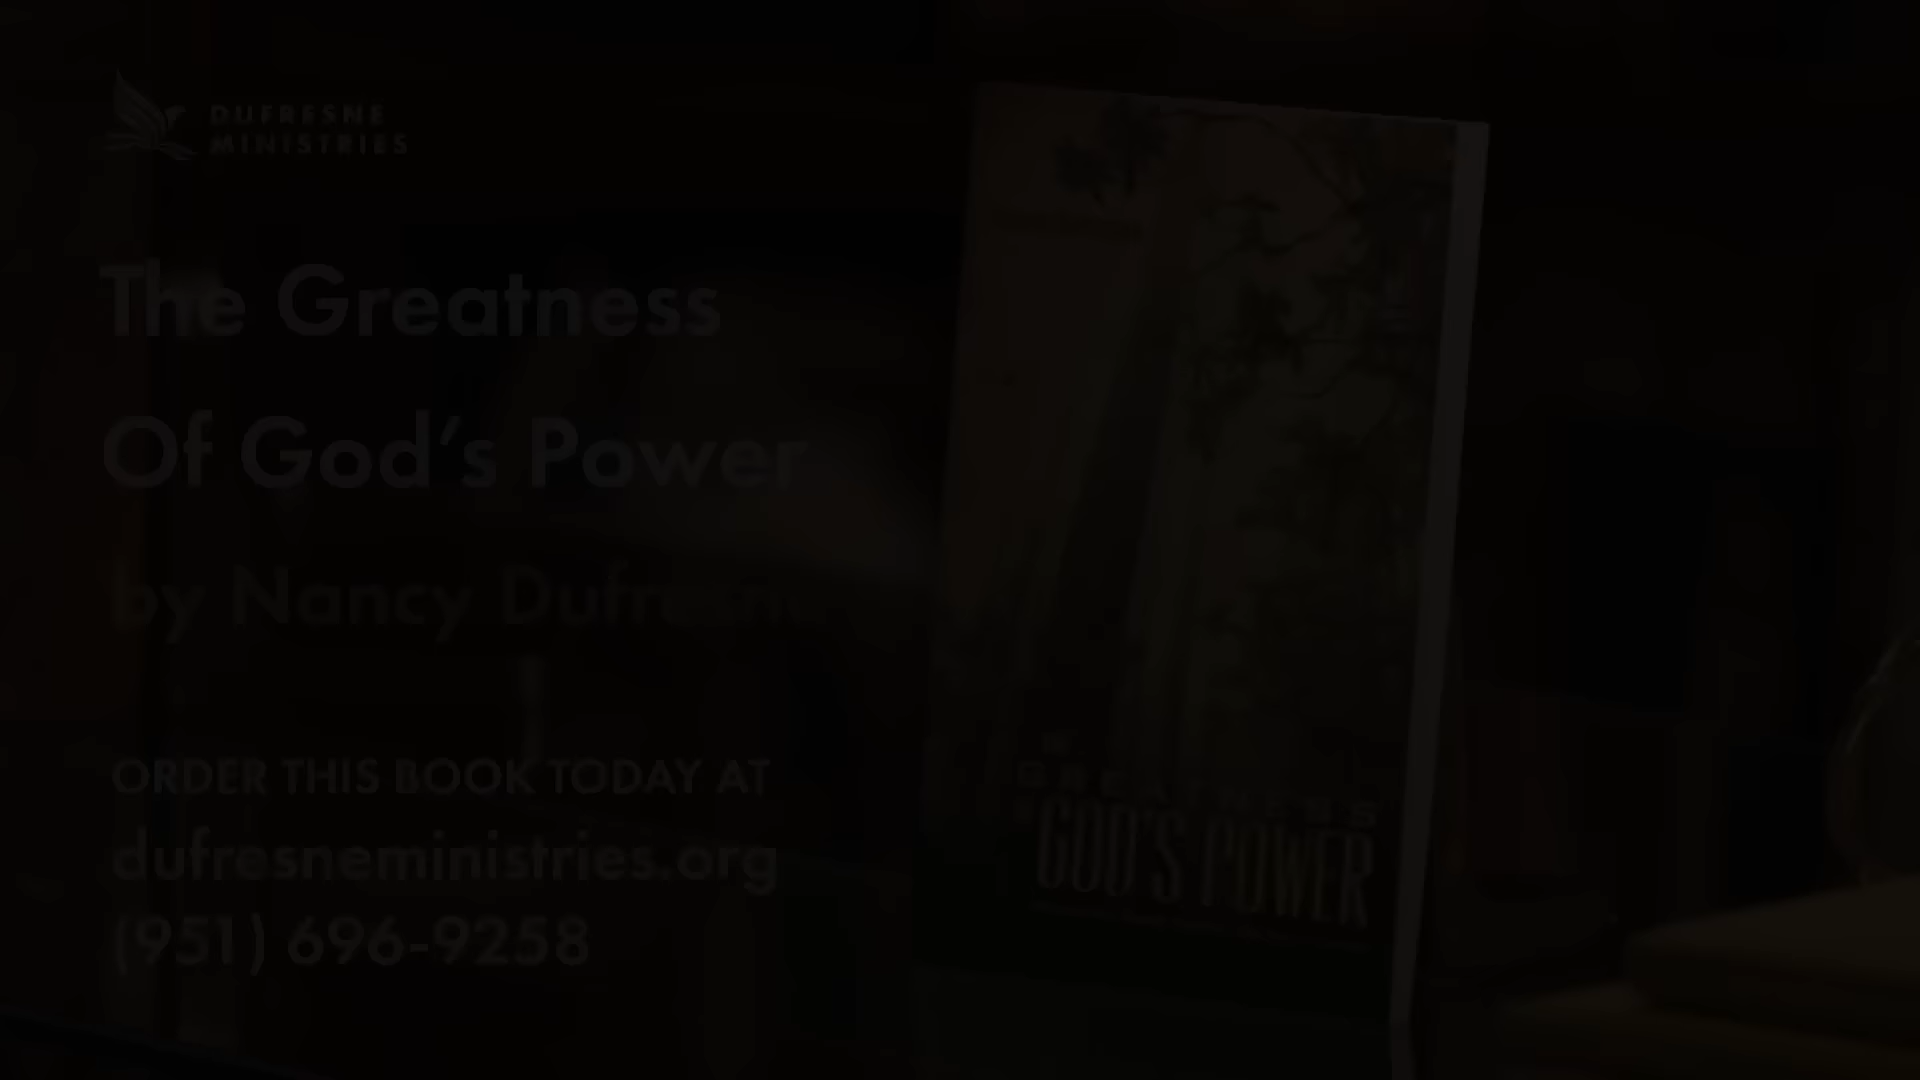 DUFRESNE
MINISTRIES
The Greatness
Of God's Power
by Nancy Dufresne
ORDER THIS BOOK TODAY AT
dufresneministries.org
(951) 696-9258
GREATNESS
GOD'S POWER